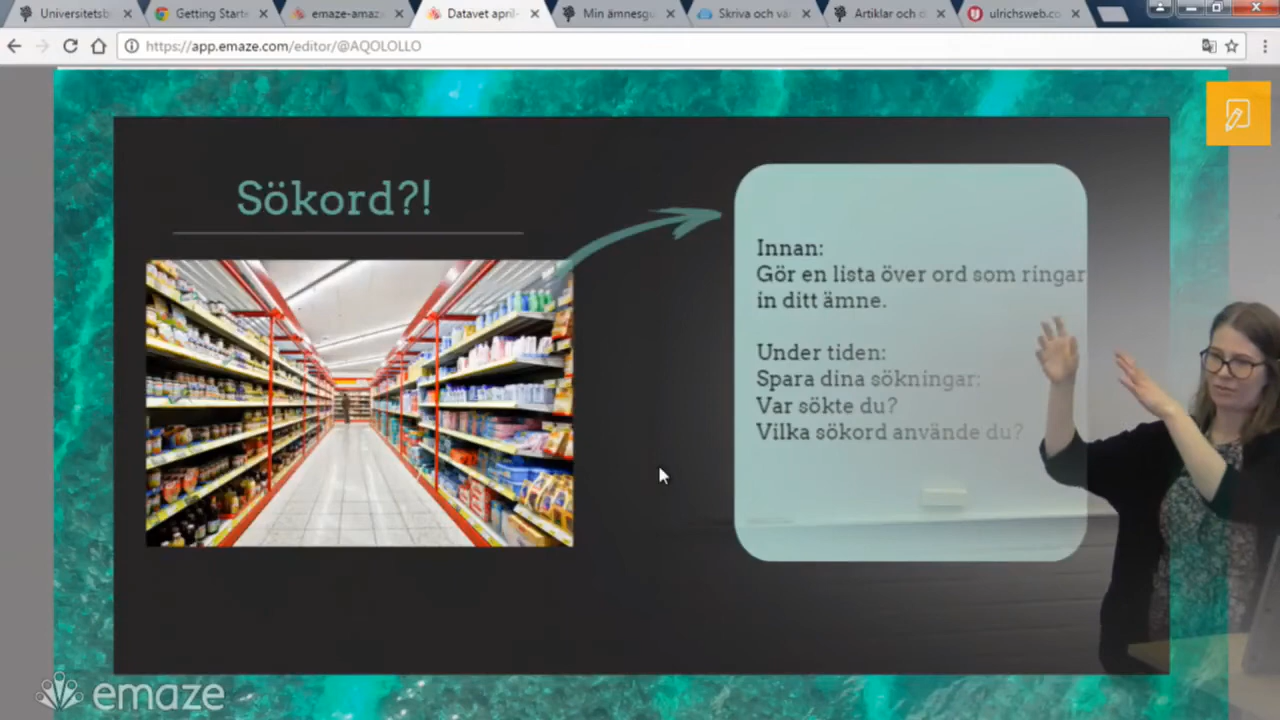 Universitetsb
Getting Starte
emaze-amaz
Datavet april-
Min ämnesgu
Skriva och vä
Artiklar och d
ulrichsweb.co
https://app.emaze.com/editor/@AQOLOLLO
Sökord?!
Innan:
Gör en lista över ord som ringar
in ditt ämne.
Under tiden:
Spara dina sökningar:
Var sökte du?
Vilka sökord använde du?
emaze